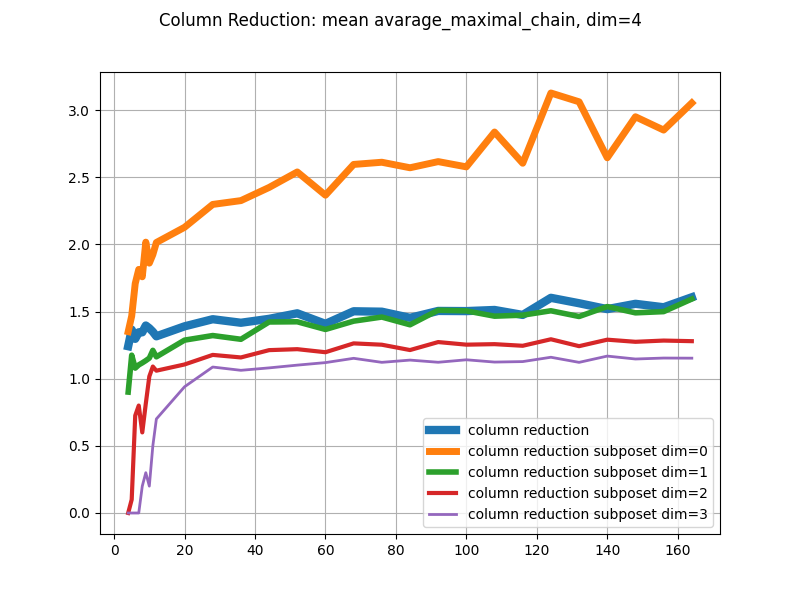 Column Reduction: mean avarage_maximal_chain, dim=4
3.0
2.5
2.0
1.5
1.0
0.5
0.0
column reduction
column reduction subposet dim=0
column reduction subposet dim=1
column reduction subposet dim=2
column reduction subposet dim=3
0 20 40 60 80 100 120 140 160